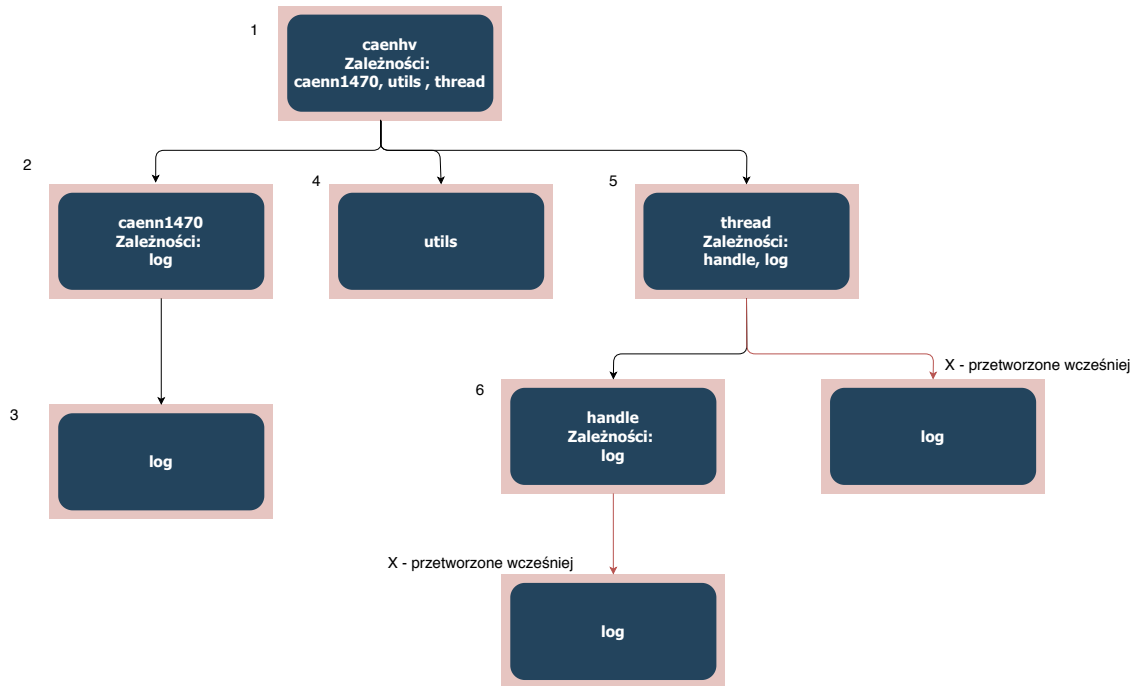 1
caenhv
Zależności:
caenn1470, utils , thread
2
caenn1470
Zależności:
log
4
utils
5
thread
Zależności:
handle, log
3
log
6
handle
Zależności:
log
X - przetworzone wcześniej
log
X - przetworzone wcześniej
log